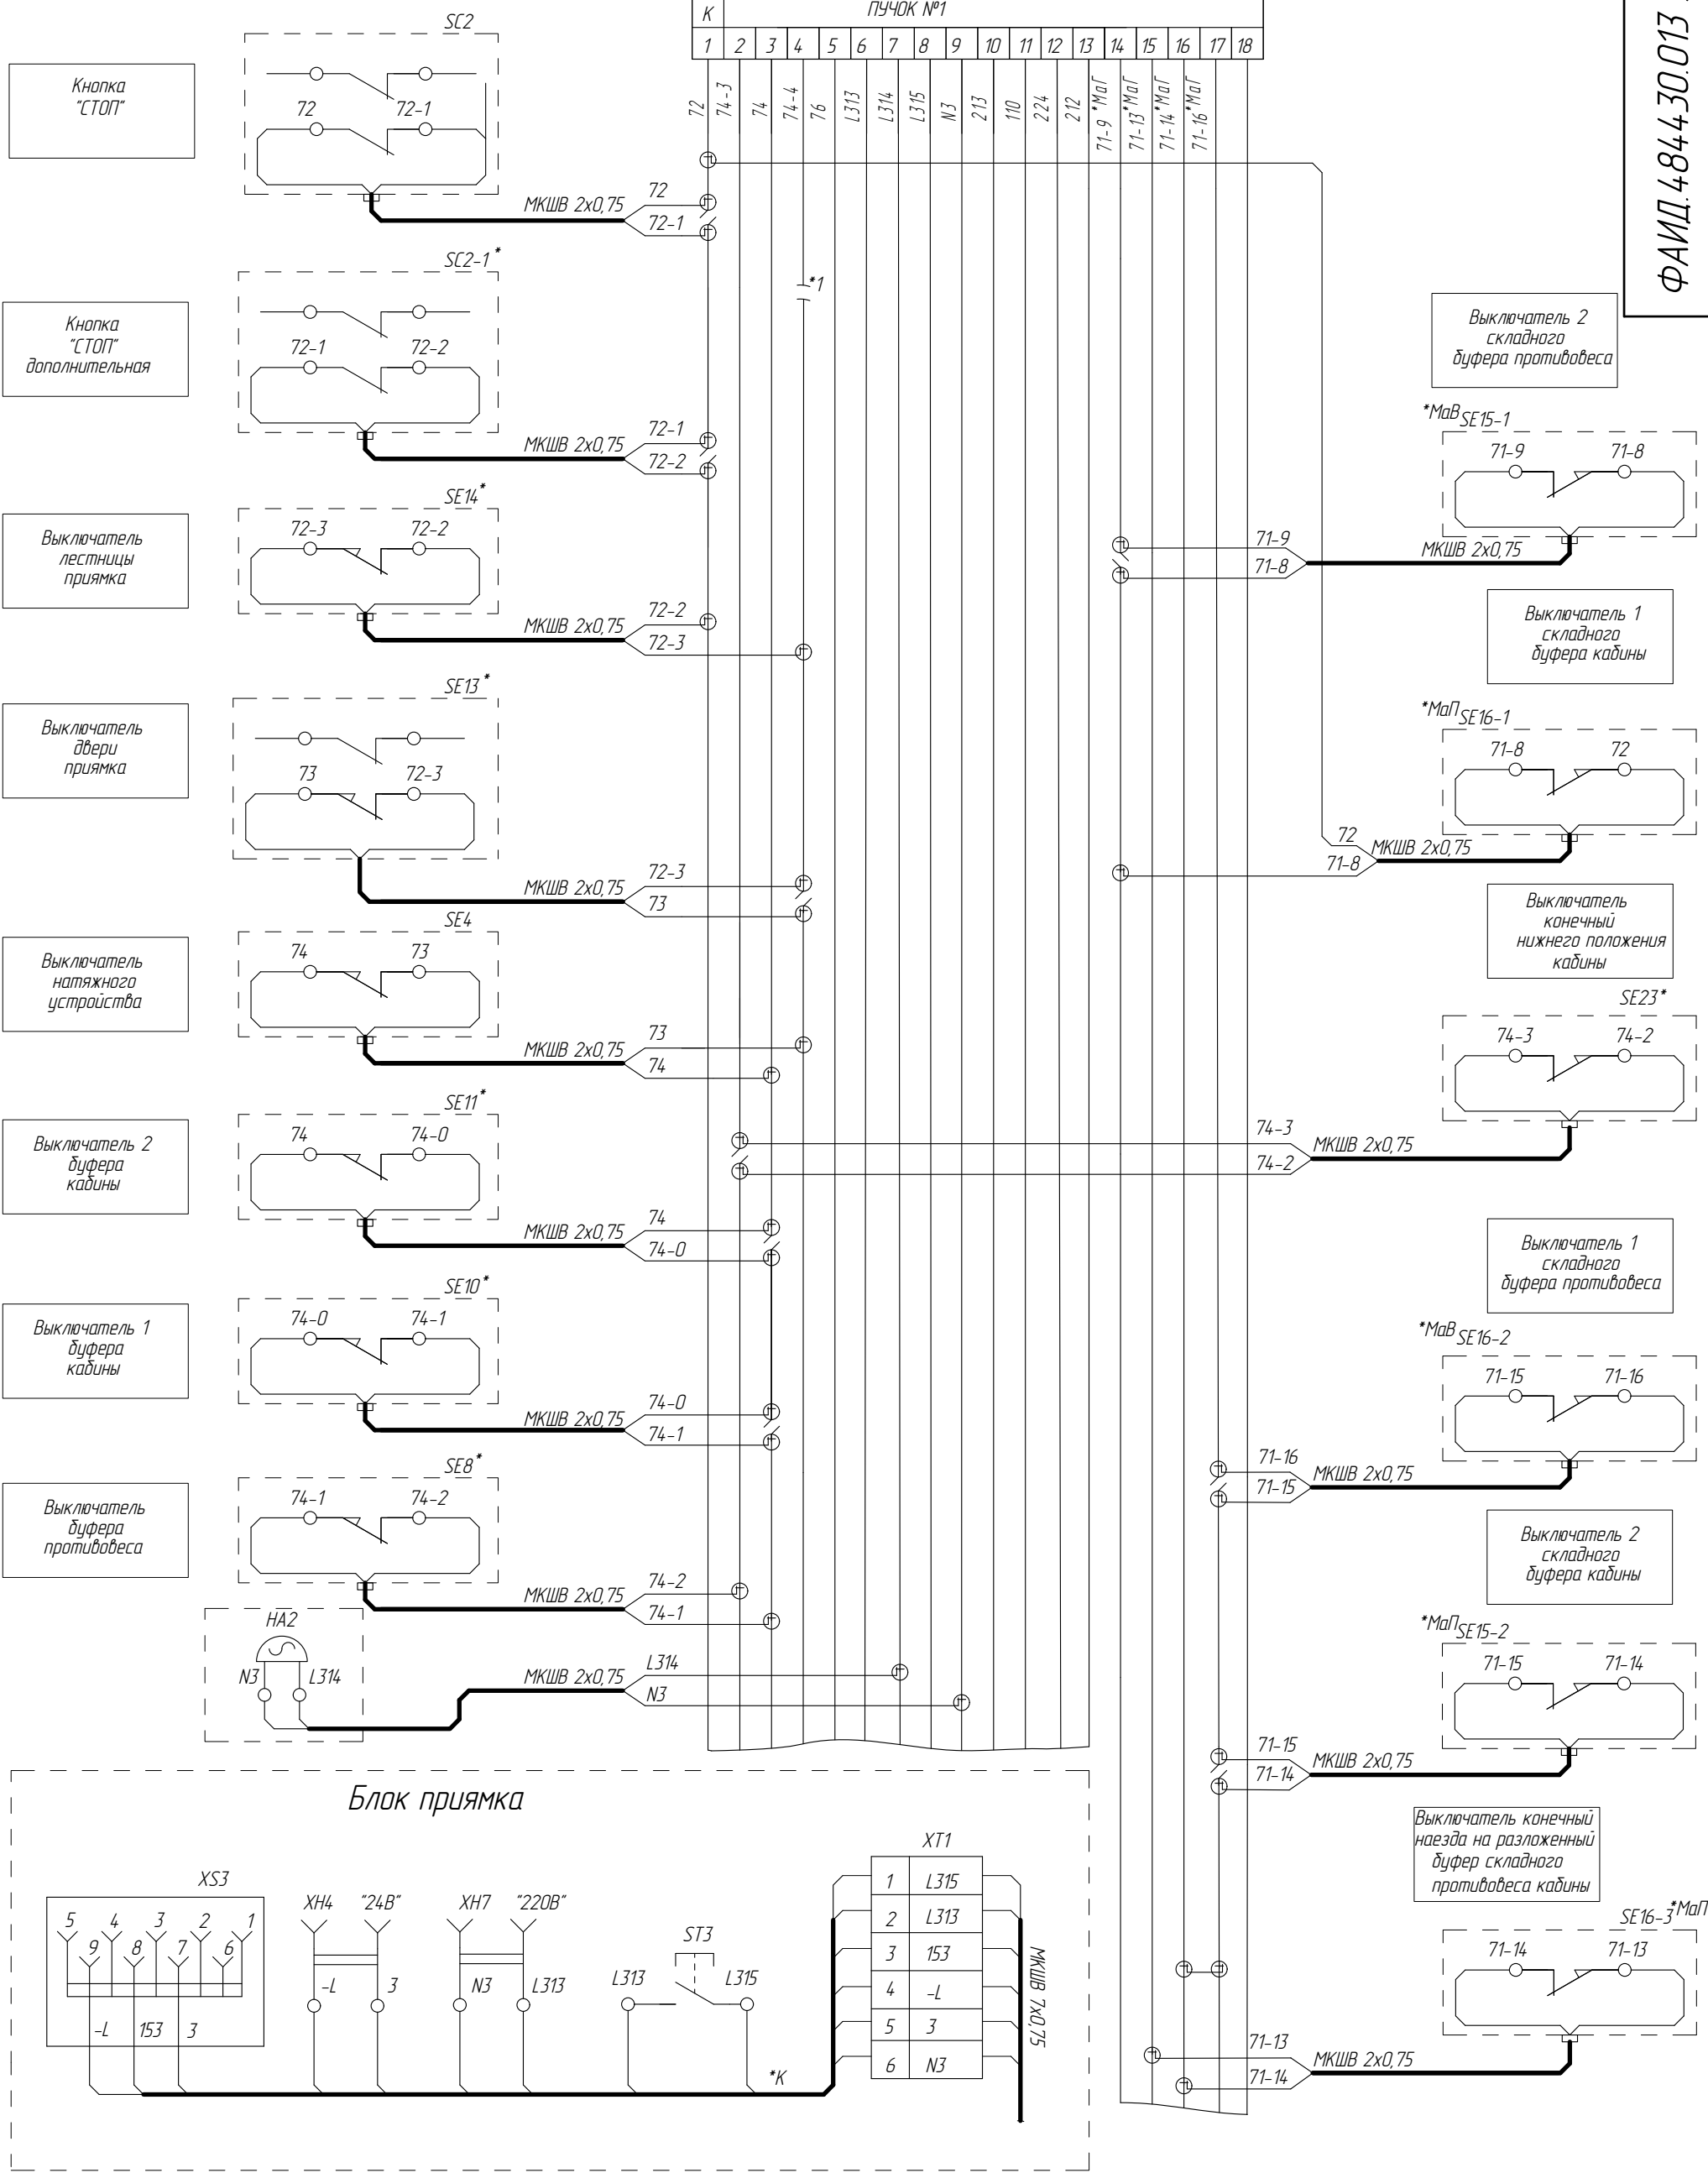 К
ПУЧОК №1
1 2 3 4 5 6 7 8 9 10 11 12 13 14 15 16 17 18
72
74-3
74
74-4
76
L313
L314
L315
N3
213
110
224
212
71-9 *МаГ
71-13*МаГ
71-14*МаГ
71-16*МаГ
Кнопка
"СТОП"
SC2
72
72-1
МКШВ 2х0,75
72
72-1
Кнопка
"СТОП"
дополнительная
SC2-1*
72-1
72-2
МКШВ 2х0,75
72-1
72-2
*1
Выключатель
лестницы
приямка
SE14*
72-3
72-2
МКШВ 2х0,75
72-2
72-3
Выключатель
двери
приямка
SE13*
73
72-3
МКШВ 2х0,75
72-3
73
Выключатель
натяжного
устройства
SE4
74
73
МКШВ 2х0,75
73
74
Выключатель 2
буфера
кабины
SE11*
74
74-0
МКШВ 2х0,75
74
74-0
Выключатель 1
буфера
кабины
SE10*
74-0
74-1
МКШВ 2х0,75
74-0
74-1
Выключатель
буфера
противовеса
SE8*
74-1
74-2
МКШВ 2х0,75
74-2
74-1
HA2
N3
L314
МКШВ 2х0,75
L314
N3
Выключатель 2
складного
буфера противовеса
*МаВ
SE15-1
71-9
71-8
71-9
71-8
МКШВ 2х0,75
Выключатель 1
складного
буфера кабины
*МаП
SE16-1
71-8
72
72
71-8
МКШВ 2х0,75
Выключатель
конечный
нижнего положения
кабины
SE23*
74-3
74-2
74-3
74-2
МКШВ 2х0,75
Выключатель 1
складного
буфера противовеса
*МаВ
SE16-2
71-15
71-16
71-16
71-15
МКШВ 2х0,75
Выключатель 2
складного
буфера кабины
*МаП
SE15-2
71-15
71-14
71-15
71-14
МКШВ 2х0,75
Выключатель конечный
наезда на разложенный
буфер складного
противовеса кабины
SE16-3*МаП
71-14
71-13
71-13
71-14
МКШВ 2х0,75
Блок приямка
XS3
5 4 3 2 1
9 8 7 6
-L 153 3
XH4 "24В"
-L 3
XH7 "220В"
N3 L313
ST3
L313
L315
*К
XT1
1 L315
2 L313
3 153
4 -L
5 3
6 N3
МКШВ 7х0,75
ФАИД.484430.013